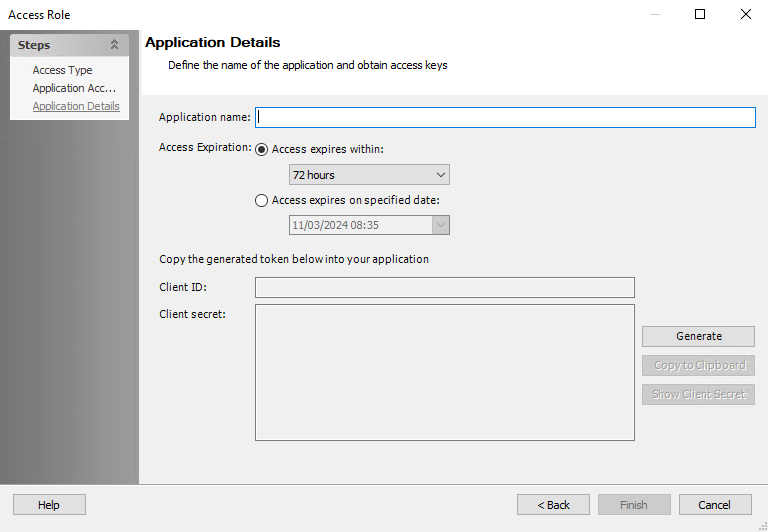 Access Role
Steps
Access Type
Application Acc...
Application Details
Application Details
Define the name of the application and obtain access keys
Application name:
Access Expiration:
Access expires within:
72 hours
Access expires on specified date:
11/03/2024 08:35
Copy the generated token below into your application
Client ID:
Client secret:
Generate
Copy to Clipboard
Show Client Secret
Help
< Back
Finish
Cancel